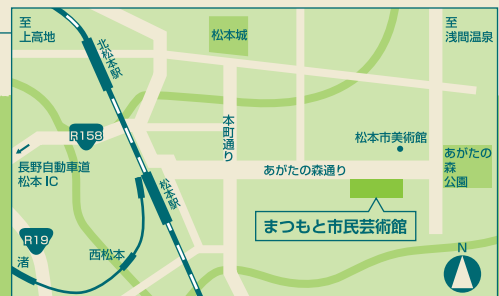 至
上高地
北松本駅
松本城
至
浅間温泉
R158
本町通り
松本市美術館
長野自動車道
松本IC
松本駅
あがたの森通り
あがたの
森
公園
まつもと市民芸術館
R19
渚
西松本
N